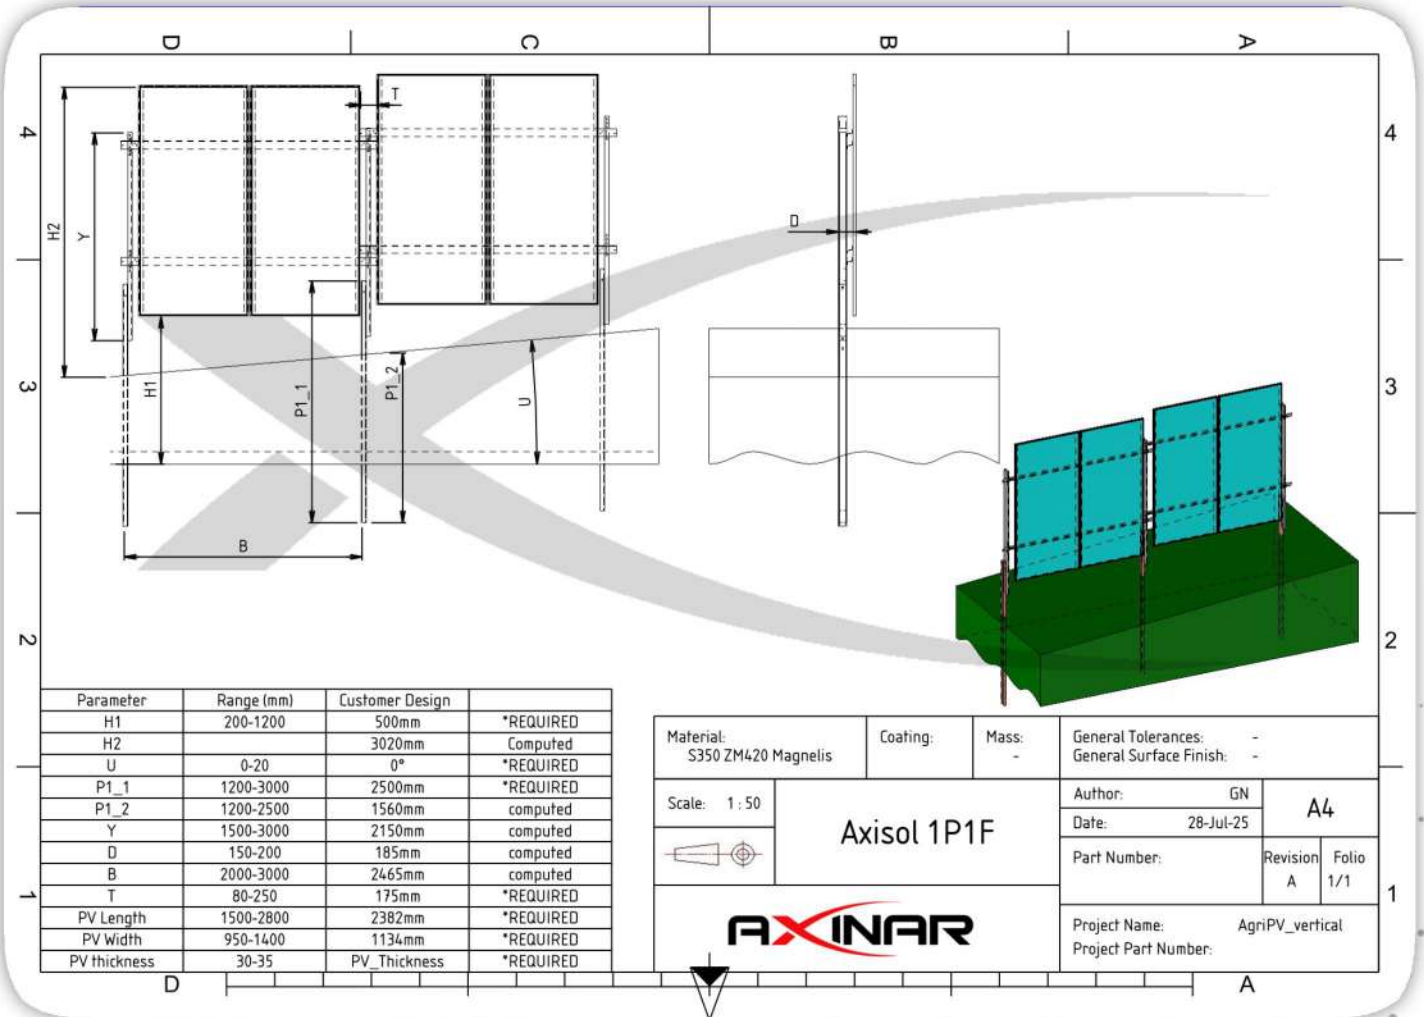 D C B A
T
4 4
H2 Y D
3 H1 P1_1 P1_2 U 3
B
2 2
Parameter Range (mm) Customer Design
H1 200-1200 500mm *REQUIRED
H2 3020mm Computed
U 0-20 0° *REQUIRED
P1_1 1200-3000 2500mm *REQUIRED
P1_2 1200-2500 1560mm computed
Y 1500-3000 2150mm computed
D 150-200 185mm computed
B 2000-3000 2465mm computed
T 80-250 175mm *REQUIRED
PV Length 1500-2800 2382mm *REQUIRED
PV Width 950-1400 1134mm *REQUIRED
PV thickness 30-35 PV_Thickness *REQUIRED
Material:
S350 ZM420 Magnelis
Coating:
Mass:
-
General Tolerances: -
General Surface Finish: -
Scale: 1 : 50
Axisol 1P1F
Author: GN
Date: 28-Jul-25
A4
Part Number:
Revision
A
Folio
1/1
1 1
AXINAR
Project Name: AgriPV_vertical
Project Part Number:
D A